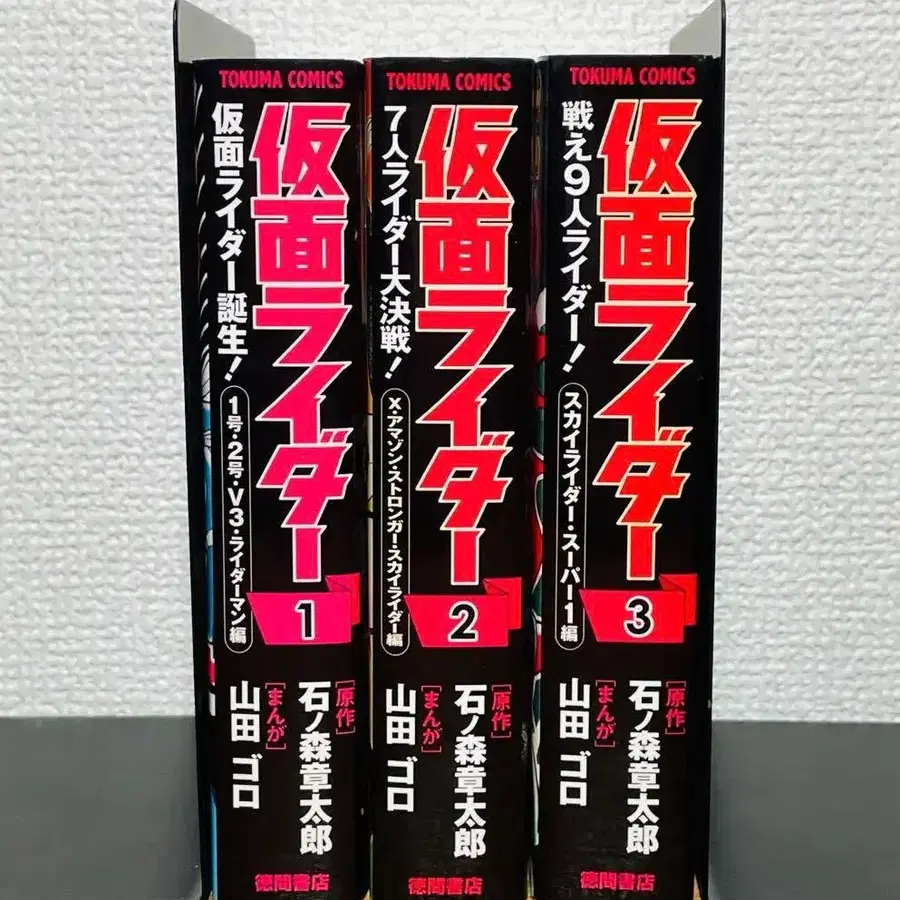 TOKUMA COMICS
仮面ライダー
仮面ライダー誕生!
1号・2号・V3・ライダーマン編
1
[原作]
石ノ森章太郎
[まんが]
山田 ゴロ
徳間書店
TOKUMA COMICS
仮面ライダー
7人ライダー大決戦!
X・アマゾン・ストロンガー・スカイライダー編
2
[原作]
石ノ森章太郎
[まんが]
山田 ゴロ
徳間書店
TOKUMA COMICS
仮面ライダー
戦え9人ライダー!
スカイライダー・スーパー1編
3
[原作]
石ノ森章太郎
[まんが]
山田 ゴロ
徳間書店